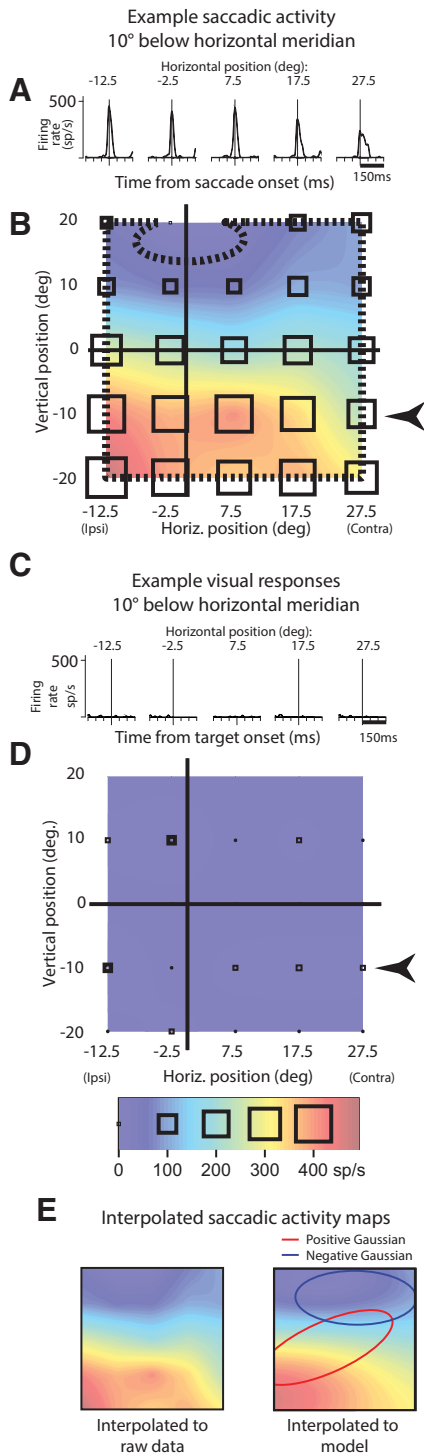 Example saccadic activity
10° below horizontal meridian
Horizontal position (deg):
A
-12.5 -2.5 7.5 17.5 27.5
500
Firing rate sp/s
0
150ms
Time from saccade onset (ms)
B
20
10
0
-10
-20
Vertical position (deg)
-12.5 -2.5 7.5 17.5 27.5
(Ipsi) Horiz. position (deg) (Contra)
C
Example visual responses
10° below horizontal meridian
Horizontal position (deg):
-12.5 -2.5 7.5 17.5 27.5
500
Firing rate sp/s
0
Time from target onset (ms) 150ms
D
20
10
0
-10
-20
Vertical position (deg.)
-12.5 -2.5 7.5 17.5 27.5
(Ipsi) Horiz. position (deg) (Contra)
0 100 200 300 400 sp/s
E Interpolated saccadic activity maps
Positive Gaussian
Negative Gaussian
Interpolated to raw data
Interpolated to model